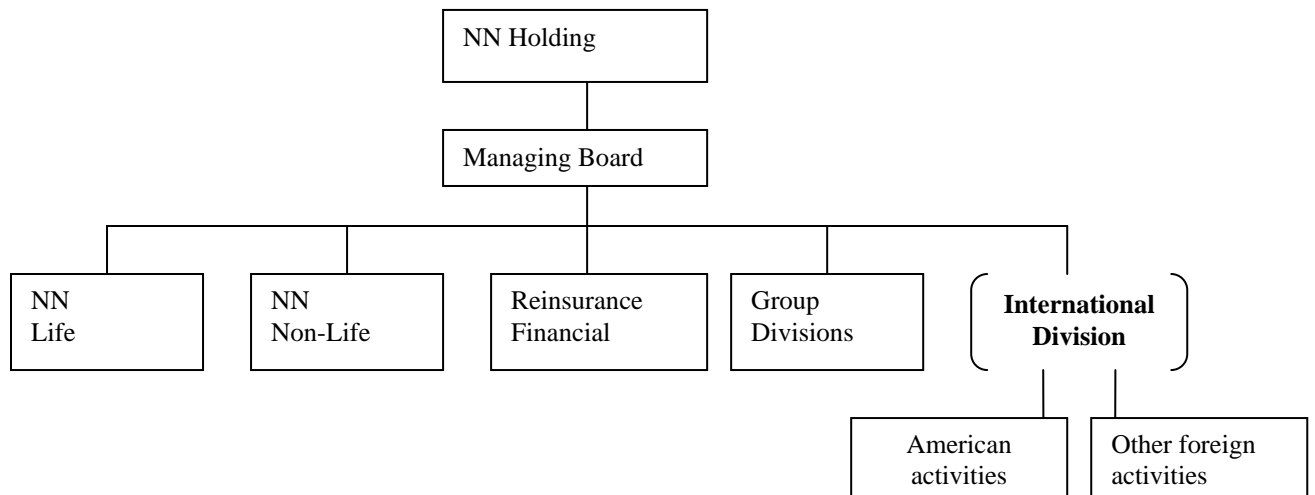 NN Holding
Managing Board
NN
Life
NN
Non-Life
Reinsurance
Financial
Group
Divisions
International
Division
American
activities
Other foreign
activities